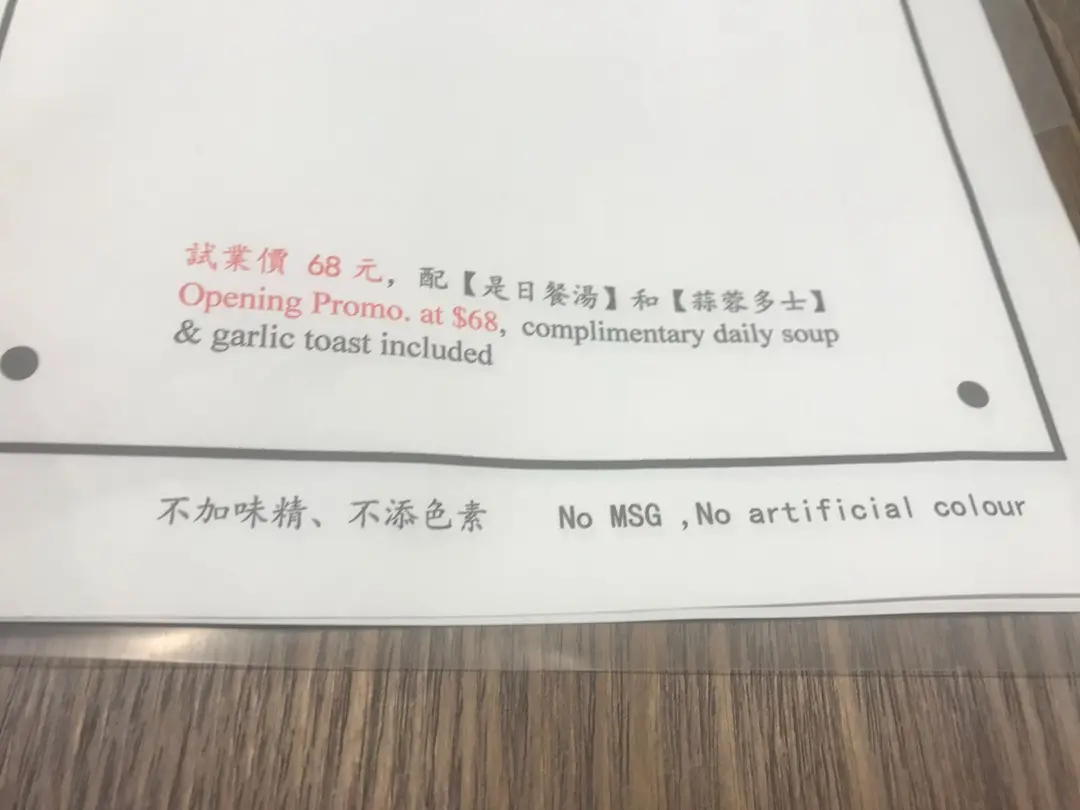 試業價 68 元，配【是日餐湯】和【蒜蓉多士】
Opening Promo. at $68, complimentary daily soup
& garlic toast included
不加味精、不添色素 No MSG ,No artificial colour